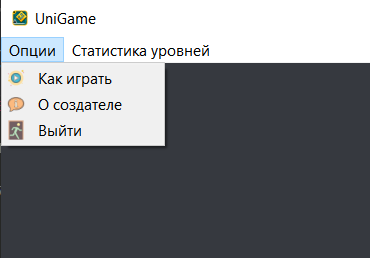 UniGame
Опции Статистика уровней
Как играть
О создателе
Выйти